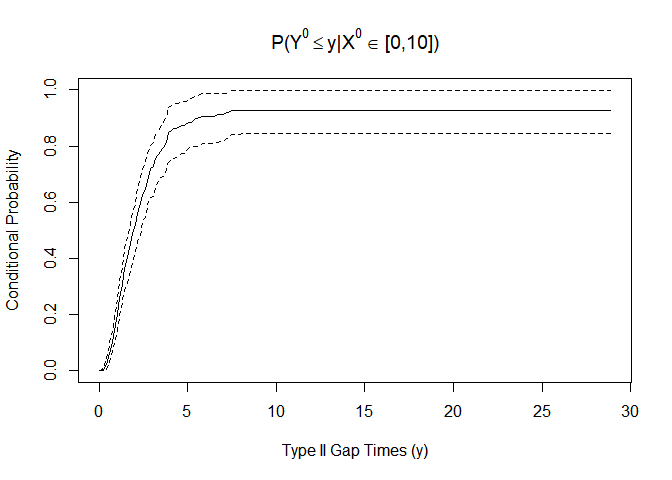 P(Y⁰ ≤ y|X⁰ ∈ [0,10])
1.0
0.8
0.6
0.4
0.2
0.0
Conditional Probability
0 5 10 15 20 25 30
Type II Gap Times (y)